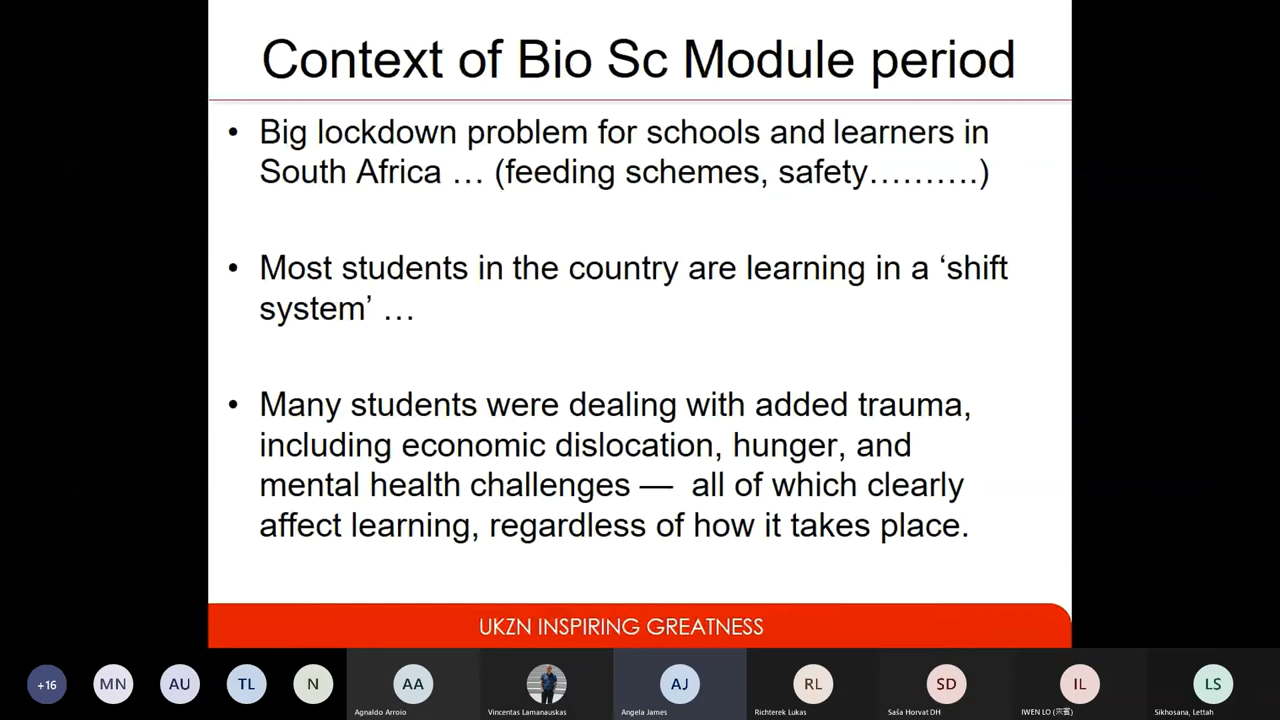 Context of Bio Sc Module period
• Big lockdown problem for schools and learners in
South Africa … (feeding schemes, safety……….)
• Most students in the country are learning in a ‘shift
system’ …
• Many students were dealing with added trauma,
including economic dislocation, hunger, and
mental health challenges — all of which clearly
affect learning, regardless of how it takes place.
UKZN INSPIRING GREATNESS
+16 MN AU TL N AA AJ RL SD IL LS
Agnaldo Arroio Vincentas Lamanauskas Angela James Richterek Lukas Saša Horvat DH IWEN LO (宗賓) Sikhosana, Lettah